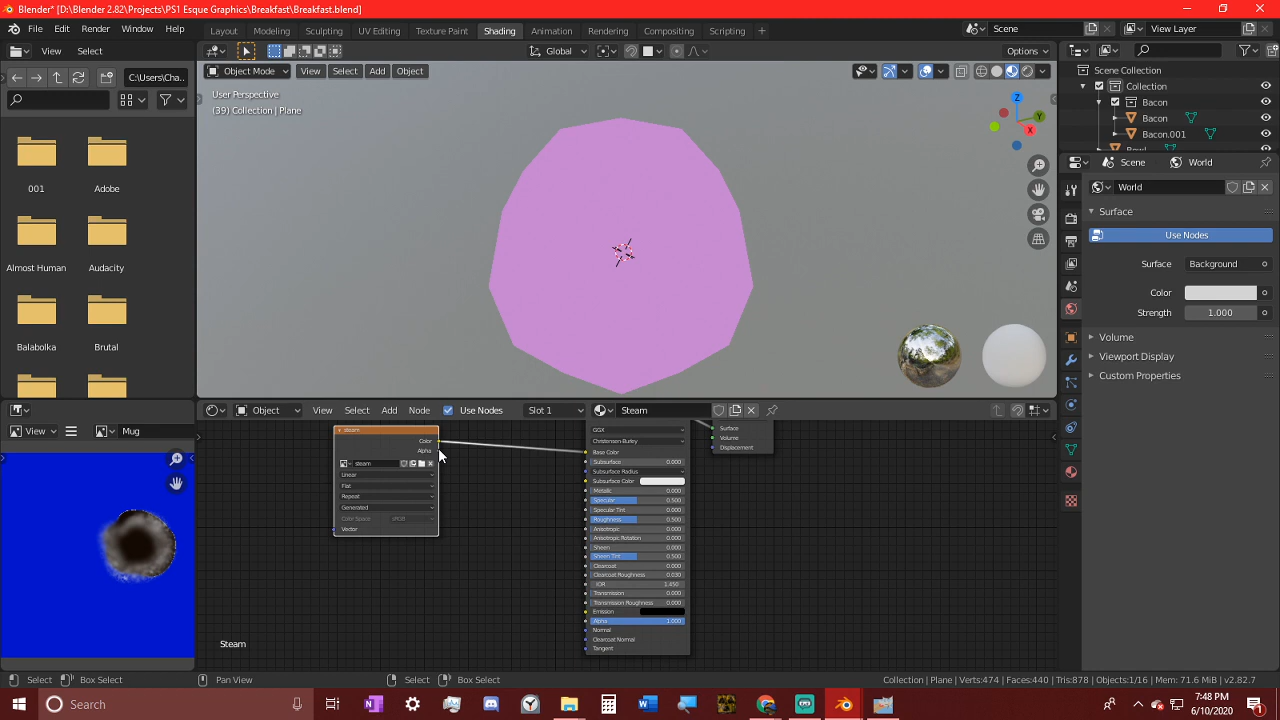 Blender* [D:\Blender 2.82\Projects\PS1 Esque Graphics\Breakfast\Breakfast.blend]
File Edit Render Window Help
Layout Modeling Sculpting UV Editing Texture Paint Shading Animation Rendering Compositing Scripting +
Scene View Layer
View Select
Global Options
C:\Users\Cha...
Object Mode View Select Add Object
User Perspective
(39) Collection | Plane
Z
Y
X
001
Adobe
Almost Human
Audacity
Balabolka
Brutal
Scene Collection
Collection
Bacon
Bacon
Bacon.001
Bowl
Scene World
World
Surface
Use Nodes
Surface Background
Color
Strength 1.000
Volume
Viewport Display
Custom Properties
View Mug
Object View Select Add Node Use Nodes Slot 1 Steam
steam
Color
Alpha
steam
Linear
Flat
Repeat
Generated
Color Space sRGB
Vector
GGX
Christensen-Burley
Base Color
Subsurface 0.000
Subsurface Radius
Subsurface Color
Metallic 0.000
Specular 0.500
Specular Tint 0.000
Roughness 0.500
Anisotropic 0.000
Anisotropic Rotation 0.000
Sheen 0.000
Sheen Tint 0.500
Clearcoat 0.000
Clearcoat Roughness 0.030
IOR 1.450
Transmission 0.000
Transmission Roughness 0.000
Emission
Alpha 1.000
Normal
Clearcoat Normal
Tangent
Surface
Volume
Displacement
Steam
Select Box Select Pan View Select Box Select
Collection | Plane | Verts:474 | Faces:440 | Tris:878 | Objects:1/16 | Mem: 71.6 MiB | v2.82.7
Search
7:48 PM
6/10/2020